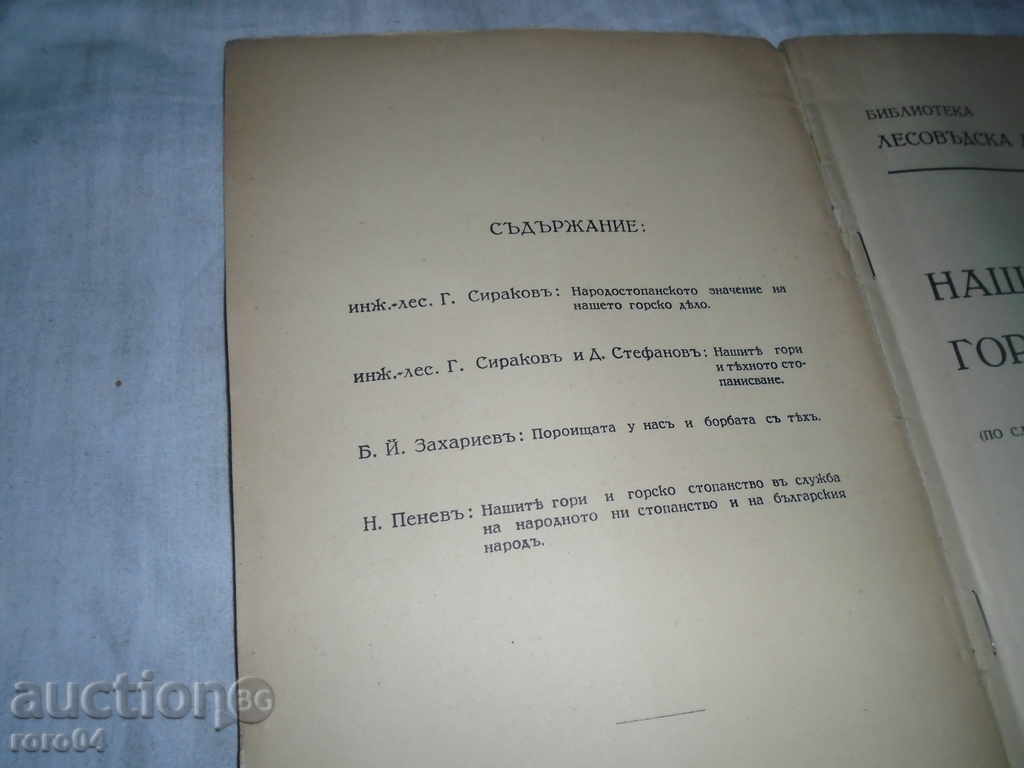 СЪДЪРЖАНИЕ:
инж.-лес. Г. Сираковъ: Народостопанското значение на
нашето горско дѣло.
инж.-лес. Г. Сираковъ и Д. Стефановъ: Нашитѣ гори
и тѣхното сто-
панисване.
Б. Й. Захариевъ: Пороищата у насъ и борбата съ тѣхъ.
Н. Пеневъ: Нашитѣ гори и горско стопанство въ служба
на народното ни стопанство и на българския
народъ.
БИБЛИОТЕКА
ЛЕСОВЪДСКА
НАШ
ГОР
(ПО
auction BG
roro04